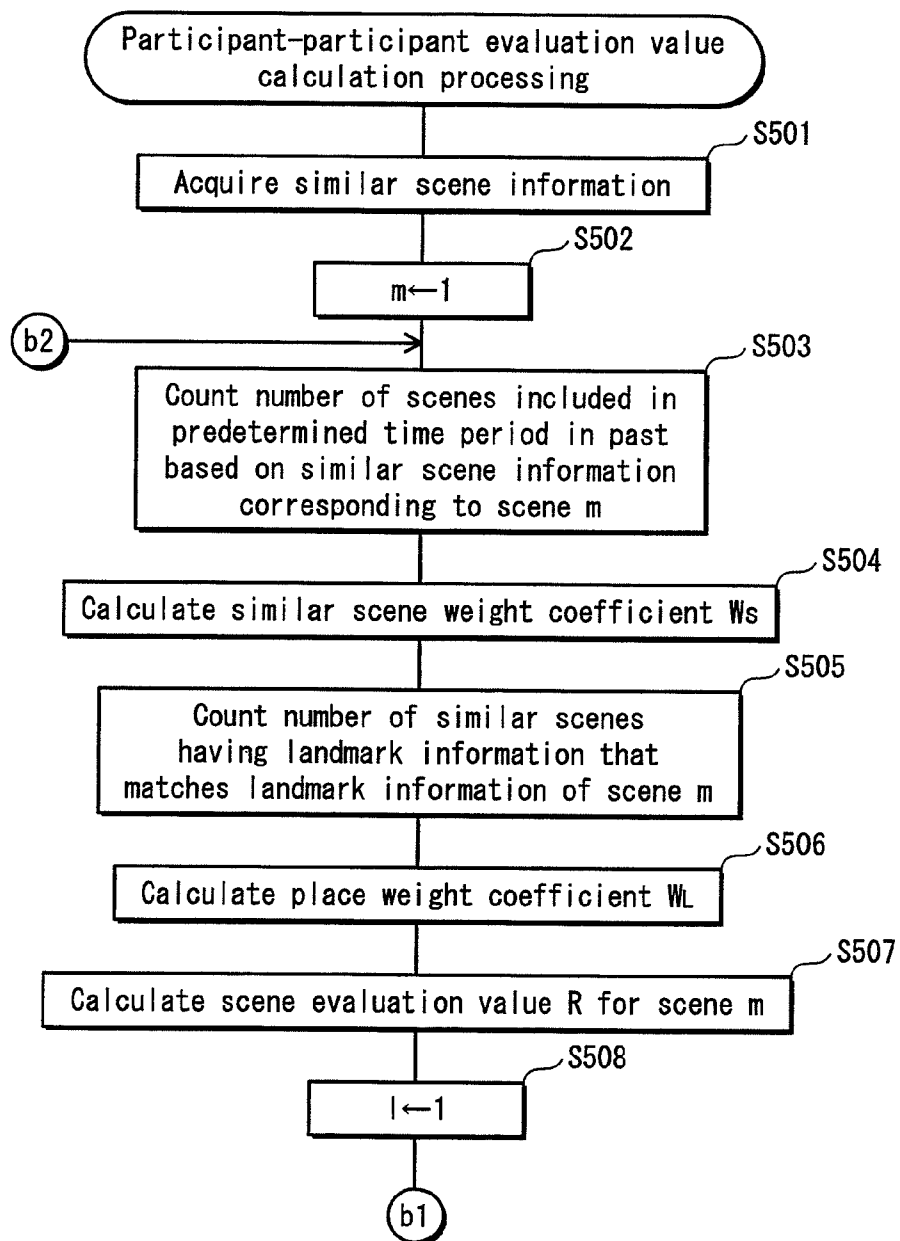 Participant-participant evaluation value
calculation processing
S501
Acquire similar scene information
S502
m←1
b2
S503
Count number of scenes included in
predetermined time period in past
based on similar scene information
corresponding to scene m
S504
Calculate similar scene weight coefficient Ws
S505
Count number of similar scenes
having landmark information that
matches landmark information of scene m
S506
Calculate place weight coefficient WL
S507
Calculate scene evaluation value R for scene m
S508
l←1
b1